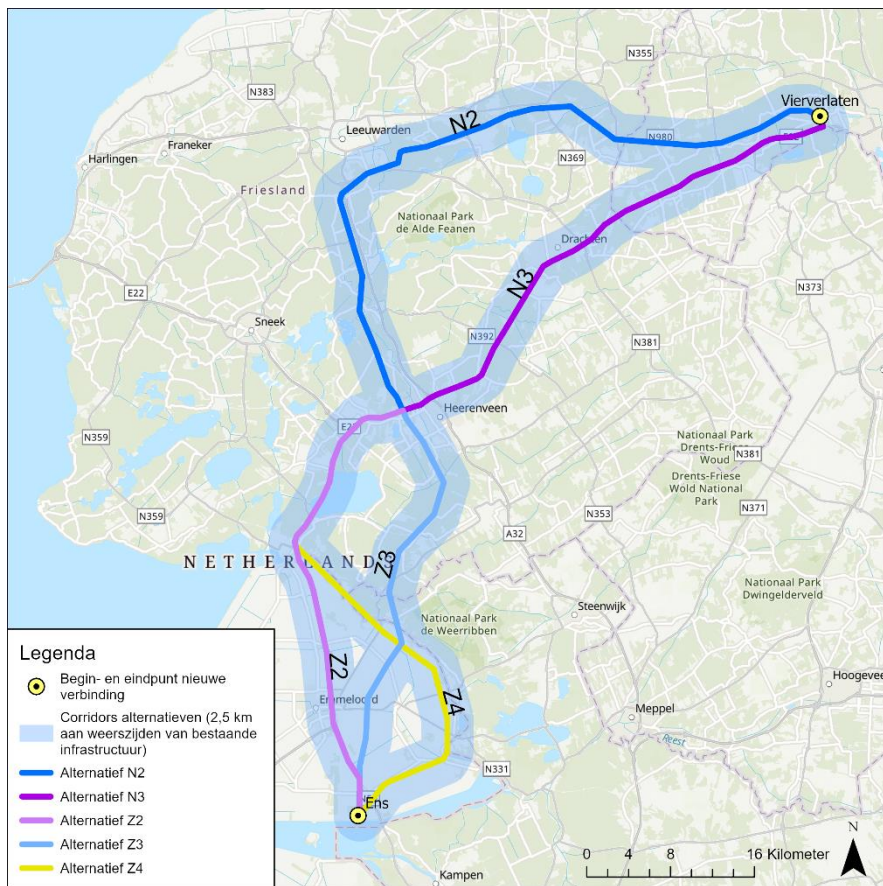 N355
Vierverlaten
N383
N2
Leeuwarden
N980
Franeker
Harlingen
N369
Friesland
Nationaal Park
de Alde Feanen
Drachten
N3
N373
E22
Sneek
N392
N381
Heerenveen
N359
Nationaal Park
Drents-Friese
Woud
N381
Drents-Friese
Wold National
Park
N371
N359
N353
A32
NETHERLANDS
Z3
Nationaal Park
Dwingelderveld
Steenwijk
Nationaal Park
de Weerribben
Z2
Hoogeveen
Emmeloord
Z4
Meppel
Reest
N331
Ens
Kampen
Legenda
Begin- en eindpunt nieuwe
verbinding
Corridors alternatieven (2,5 km
aan weerszijden van bestaande
infrastructuur)
Alternatief N2
Alternatief N3
Alternatief Z2
Alternatief Z3
Alternatief Z4
N
0 4 8 16 Kilometer